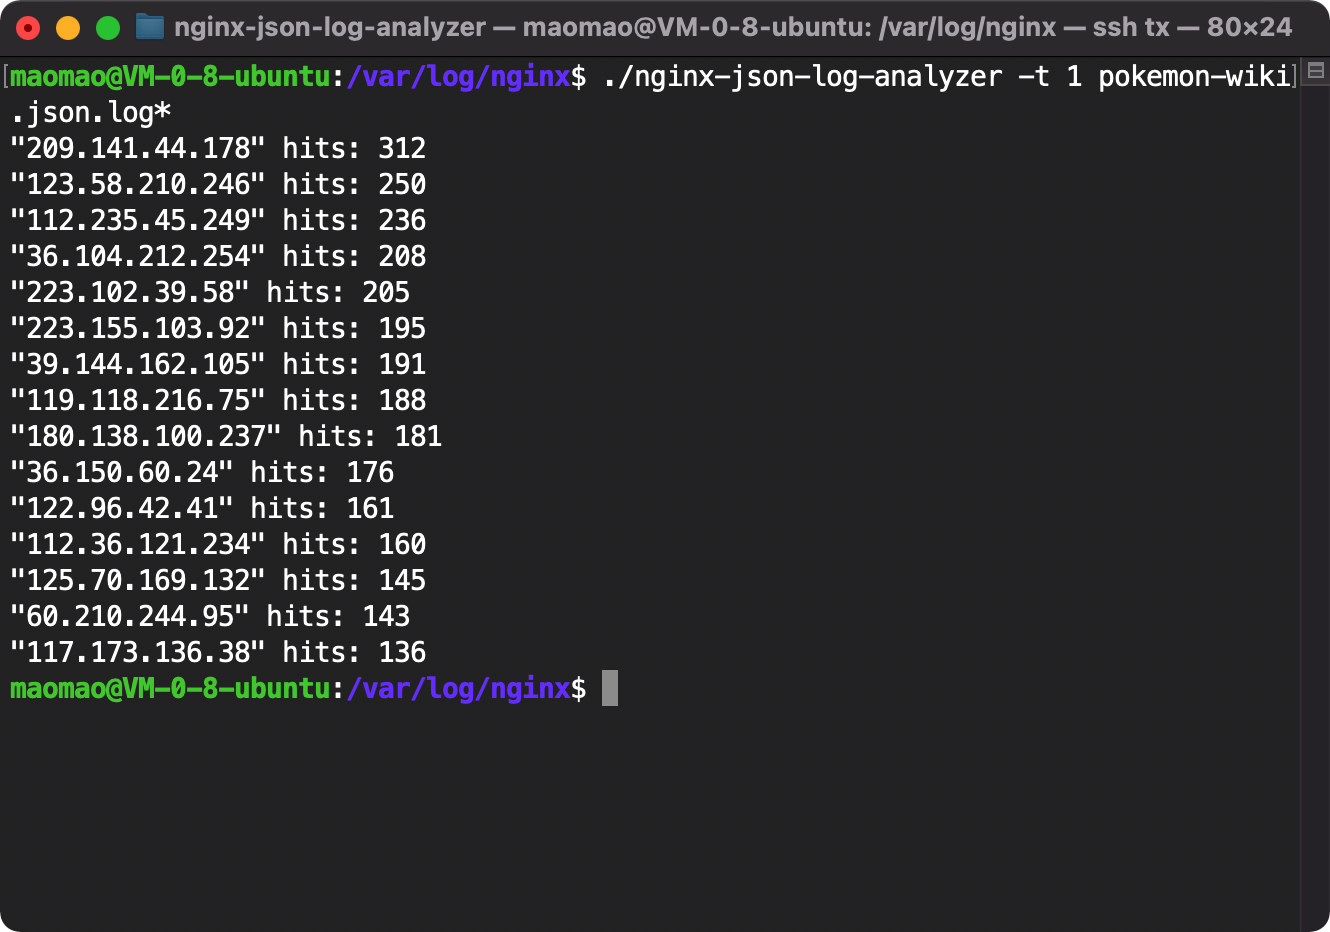 nginx-json-log-analyzer — maomao@VM-0-8-ubuntu: /var/log/nginx — ssh tx — 80×24
[maomao@VM-0-8-ubuntu:/var/log/nginx$ ./nginx-json-log-analyzer -t 1 pokemon-wiki]
.json.log*
"209.141.44.178" hits: 312
"123.58.210.246" hits: 250
"112.235.45.249" hits: 236
"36.104.212.254" hits: 208
"223.102.39.58" hits: 205
"223.155.103.92" hits: 195
"39.144.162.105" hits: 191
"119.118.216.75" hits: 188
"180.138.100.237" hits: 181
"36.150.60.24" hits: 176
"122.96.42.41" hits: 161
"112.36.121.234" hits: 160
"125.70.169.132" hits: 145
"60.210.244.95" hits: 143
"117.173.136.38" hits: 136
maomao@VM-0-8-ubuntu:/var/log/nginx$